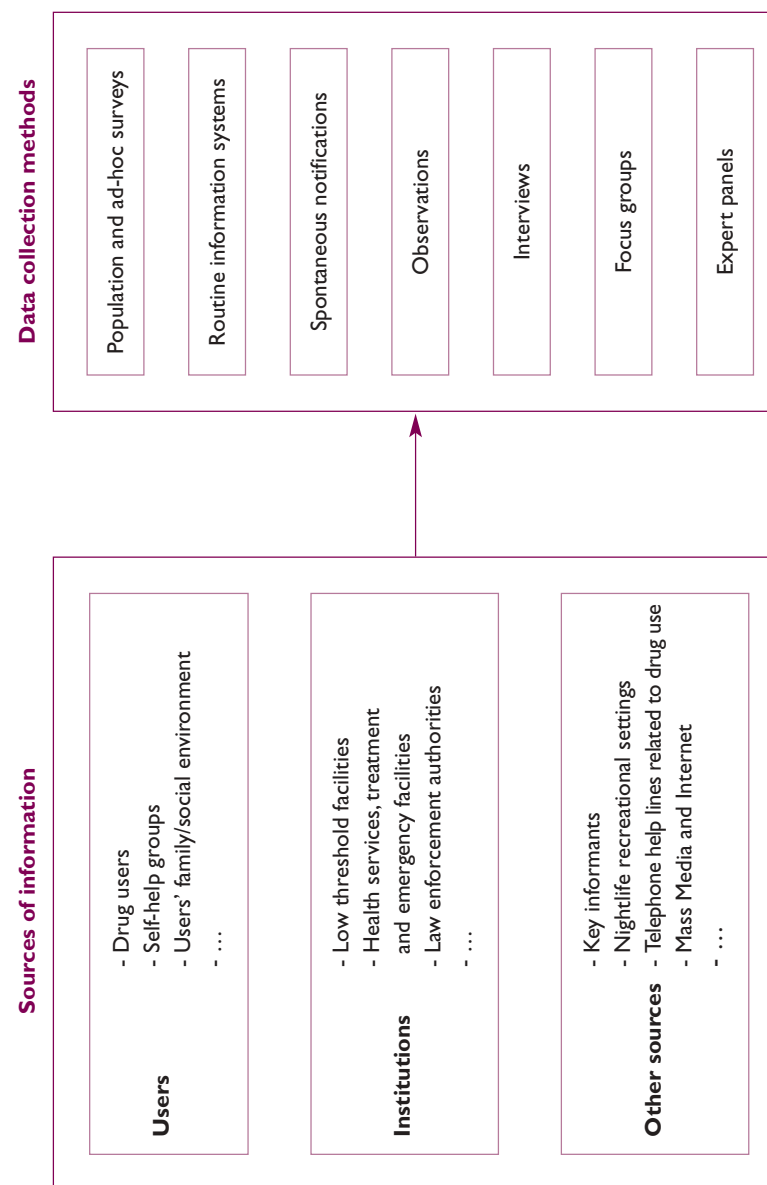 Sources of information
Users
- Drug users
- Self-help groups
- Users’ family/social environment
- …
Institutions
- Low threshold facilities
- Health services, treatment
and emergency facilities
- Law enforcement authorities
- …
Other sources
- Key informants
- Nightlife recreational settings
- Telephone help lines related to drug use
- Mass Media and Internet
- …
Data collection methods
Population and ad-hoc surveys
Routine information systems
Spontaneous notifications
Observations
Interviews
Focus groups
Expert panels